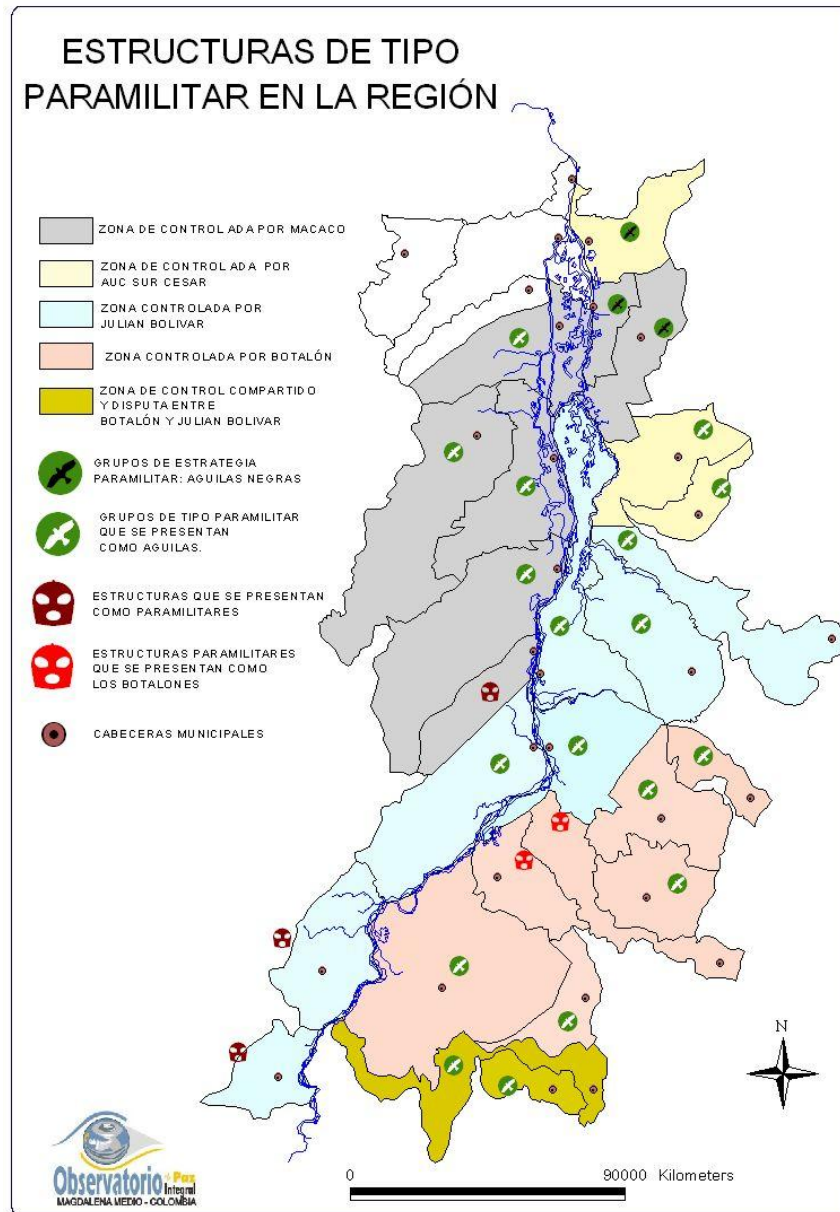 ESTRUCTURAS DE TIPO
PARAMILITAR EN LA REGIÓN
ZONA DE CONTROLADA POR MACACO
ZONA DE CONTROLADA POR
AUC SUR CESAR
ZONA CONTROLADA POR
JULIAN BOLIVAR
ZONA CONTROLADA POR BOTALÓN
ZONA DE CONTROL COMPARTIDO
Y DISPUTA ENTRE
BOTALÓN Y JULIAN BOLIVAR
GRUPOS DE ESTRATEGIA
PARAMILITAR: AGUILAS NEGRAS
GRUPOS DE TIPO PARAMILITAR
QUE SE PRESENTAN
COMO AGUILAS.
ESTRUCTURAS QUE SE PRESENTAN
COMO PARAMILITARES
ESTRUCTURAS PARAMILITARES
QUE SE PRESENTAN COMO
LOS BOTALONES
CABECERAS MUNICIPALES
N
Observatorio de Paz
Integral
MAGDALENA MEDIO - COLOMBIA
0 90000 Kilometers